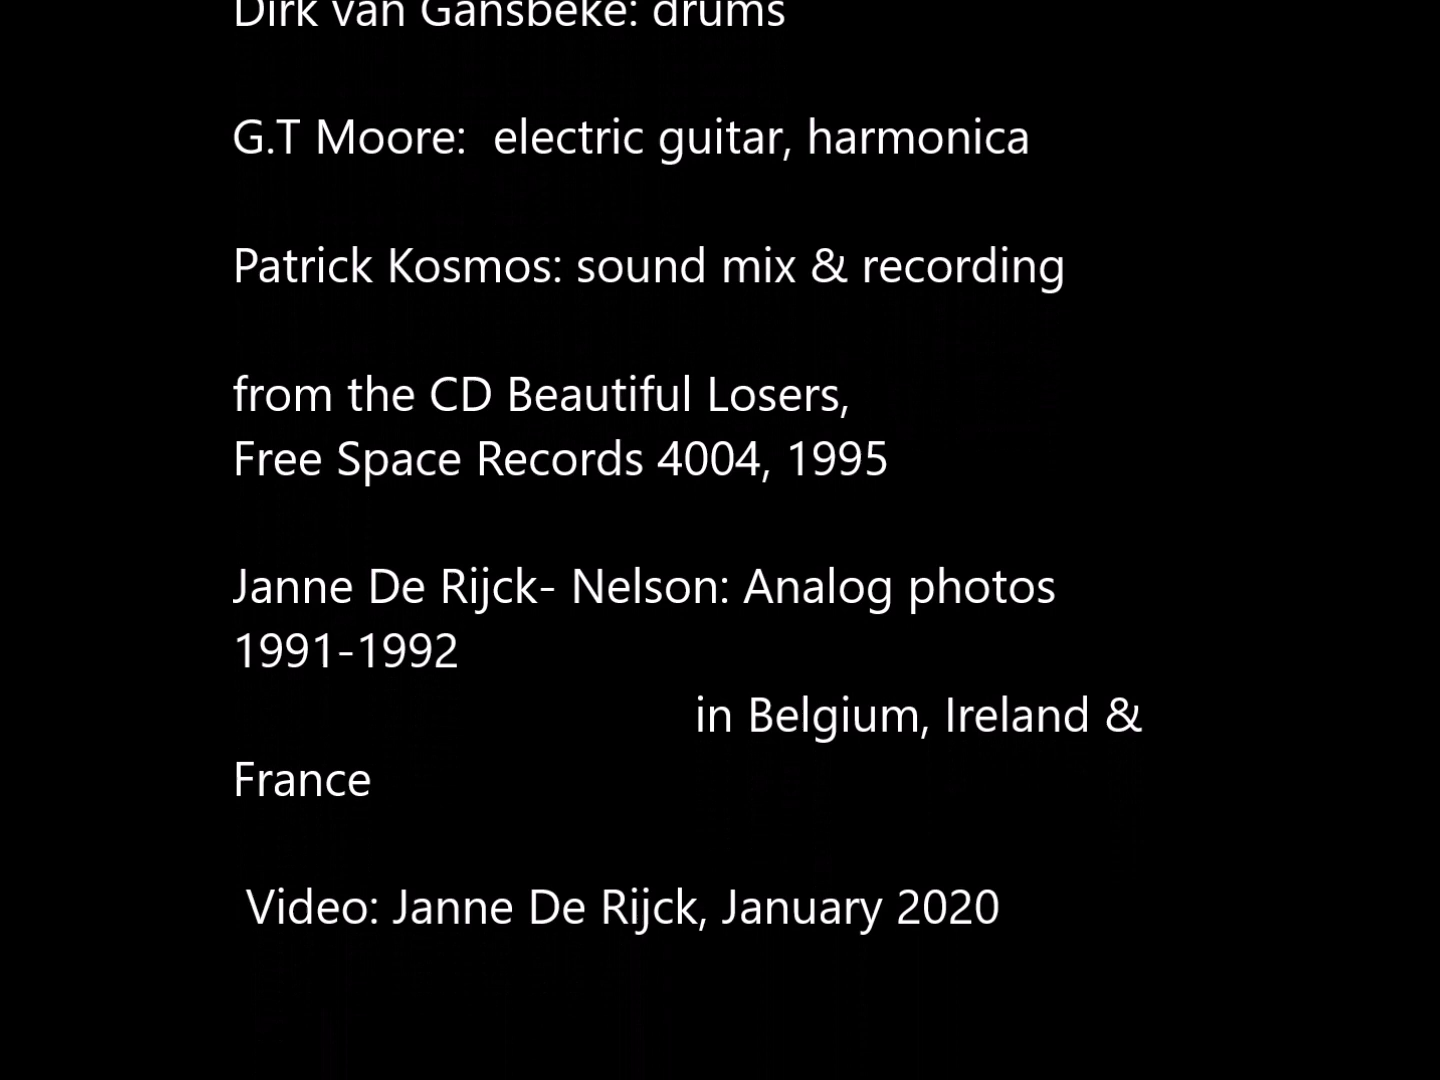 Dirk van Gansbeke: drums
G.T Moore:  electric guitar, harmonica
Patrick Kosmos: sound mix & recording
from the CD Beautiful Losers,
Free Space Records 4004, 1995
Janne De Rijck- Nelson: Analog photos
1991-1992
in Belgium, Ireland &
France
Video: Janne De Rijck, January 2020